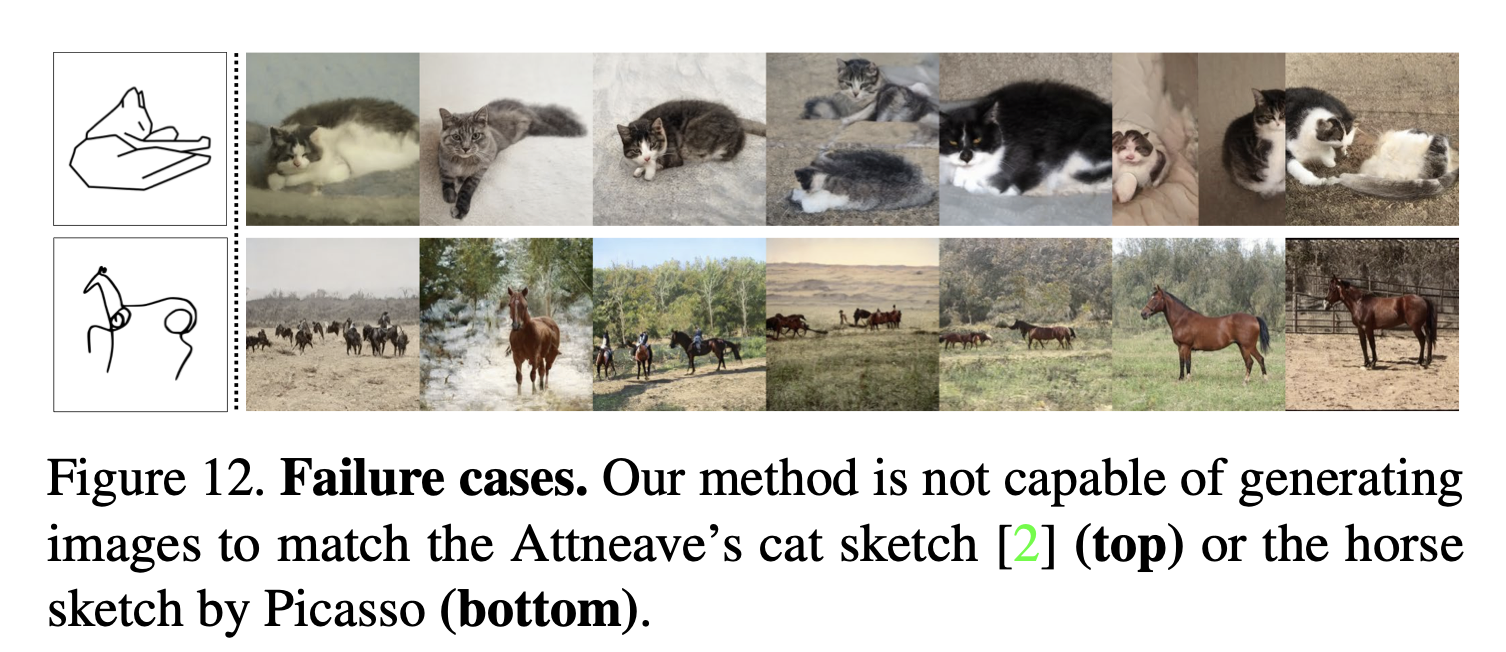 Figure 12. Failure cases. Our method is not capable of generating
images to match the Attneave’s cat sketch [2] (top) or the horse
sketch by Picasso (bottom).